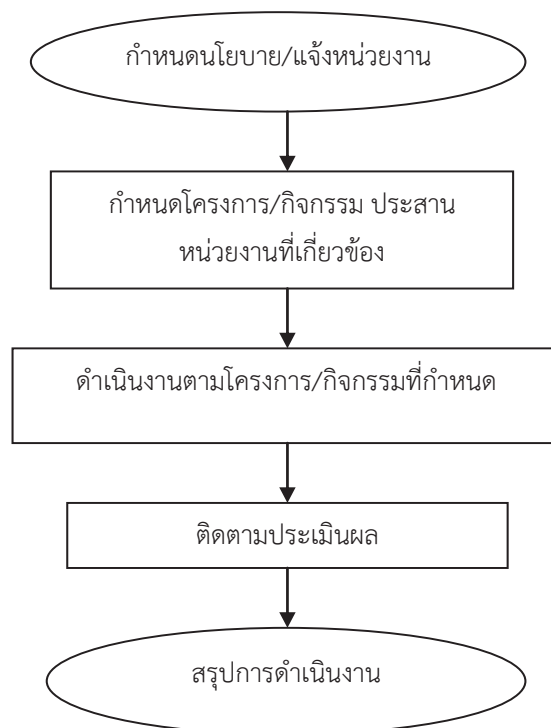 กำหนดนโยบาย/แจ้งหน่วยงาน
กำหนดโครงการ/กิจกรรม ประสาน
หน่วยงานที่เกี่ยวข้อง
ดำเนินงานตามโครงการ/กิจกรรมที่กำหนด
ติดตามประเมินผล
สรุปการดำเนินงาน